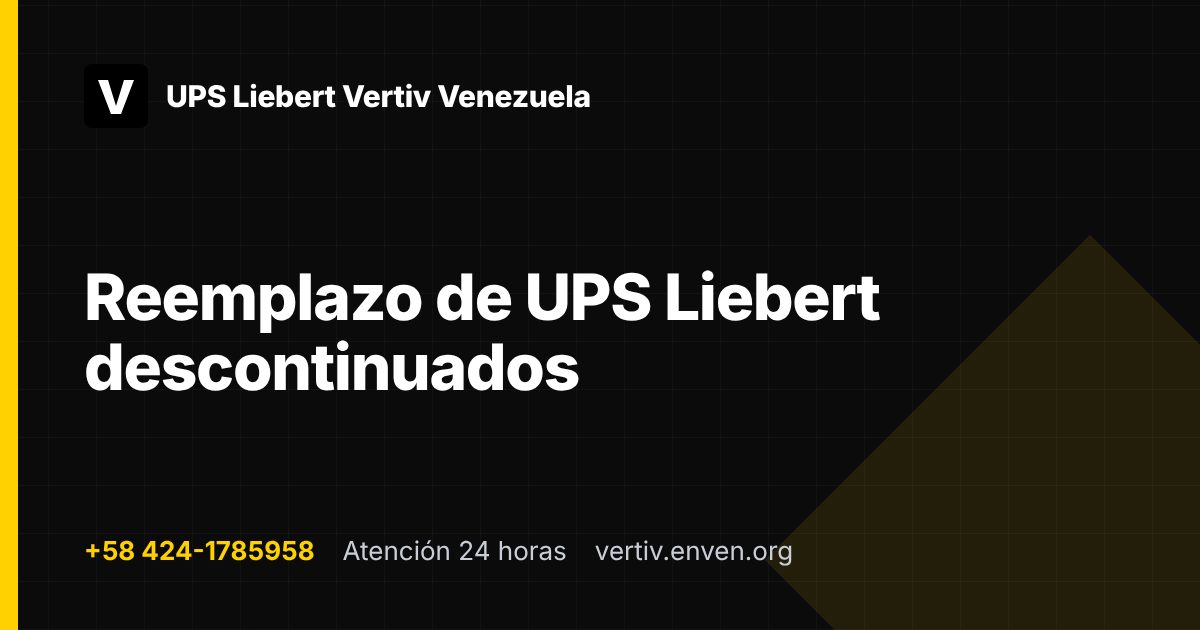 V
UPS Liebert Vertiv Venezuela
Reemplazo de UPS Liebert
descontinuados
+58 424-1785958 Atención 24 horas vertiv.enven.org